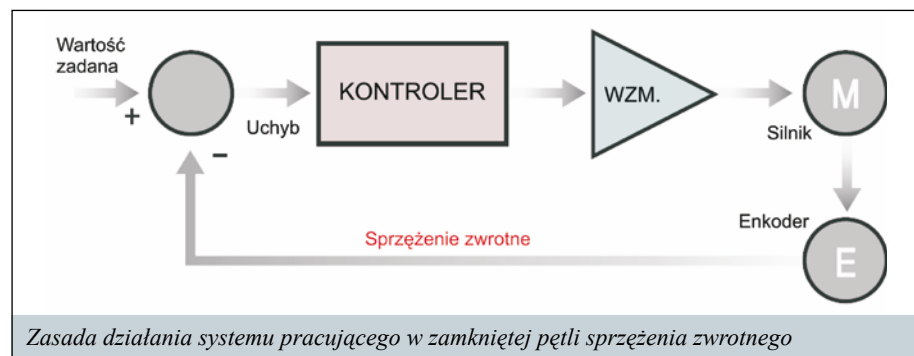 Wartość
zadana
+
Uchyb
KONTROLER
WZM.
M
Silnik
−
Enkoder
E
Sprzężenie zwrotne
Zasada działania systemu pracującego w zamkniętej pętli sprzężenia zwrotnego